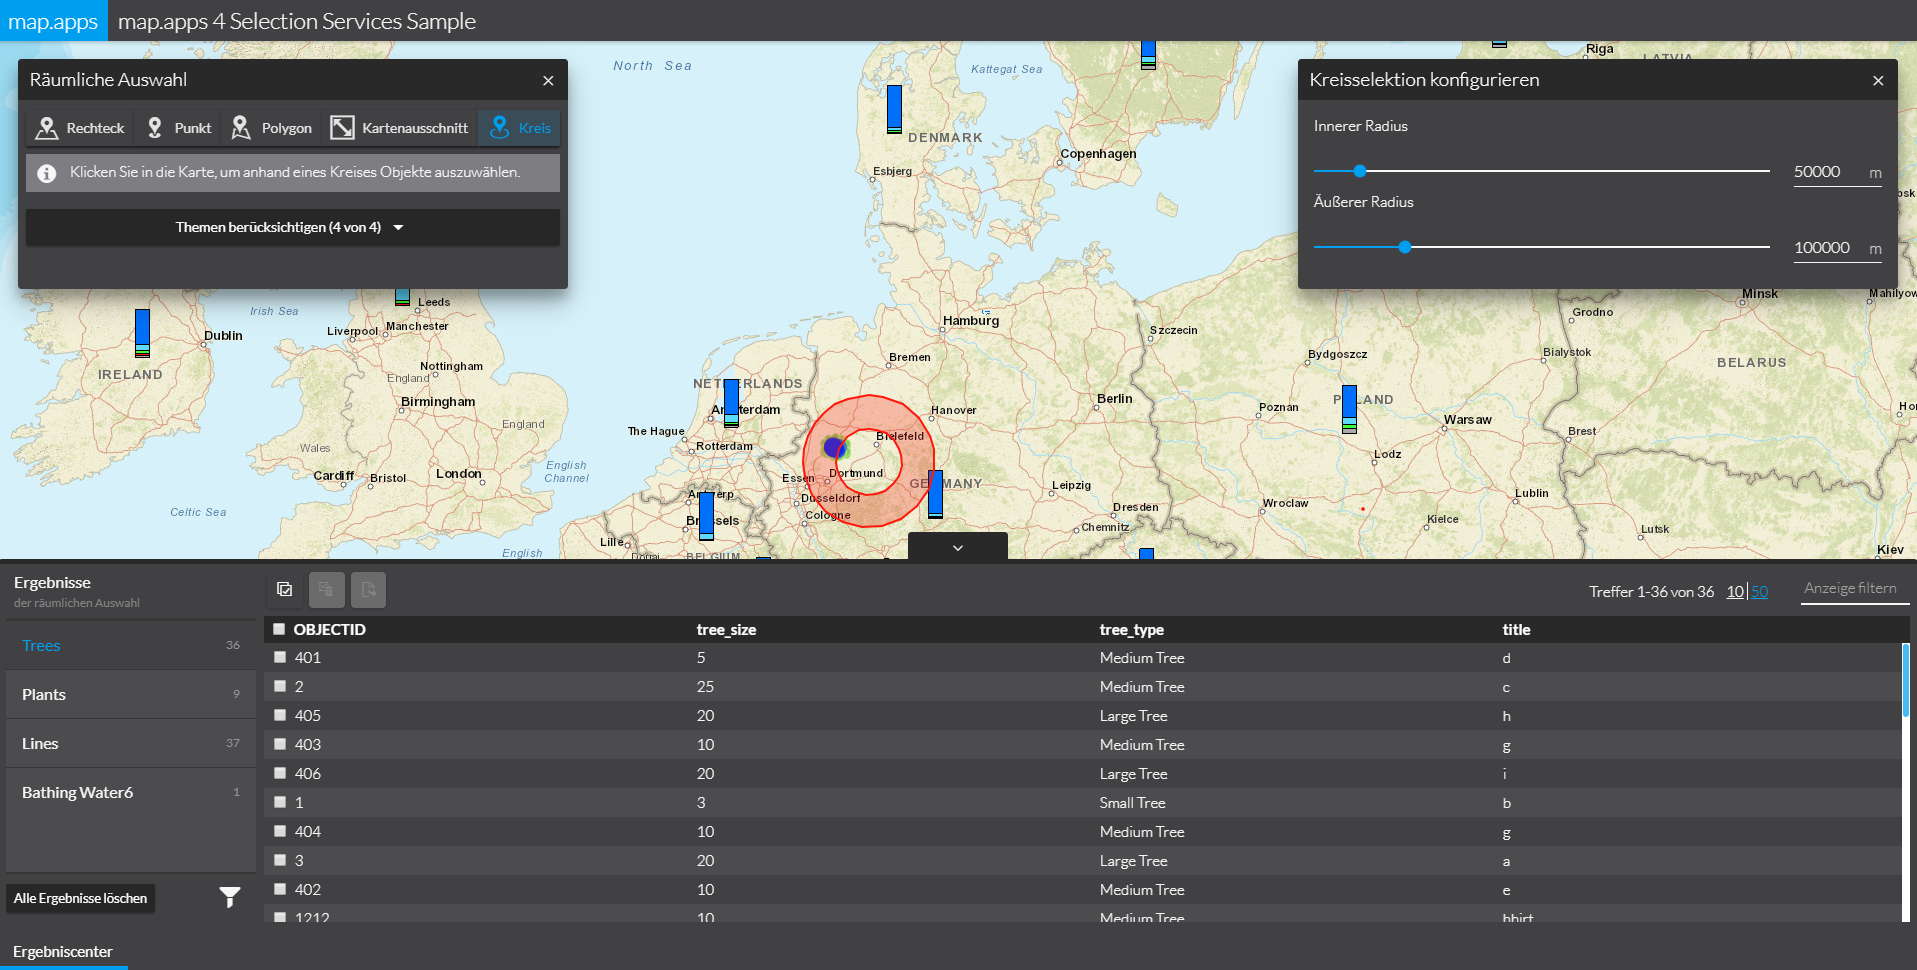 map.apps
map.apps 4 Selection Services Sample
Räumliche Auswahl
Rechteck
Punkt
Polygon
Kartenausschnitt
Kreis
Klicken Sie in die Karte, um anhand eines Kreises Objekte auszuwählen.
Themen berücksichtigen (4 von 4)
Kreisselektion konfigurieren
Innerer Radius
50000 m
Äußerer Radius
100000 m
North Sea
Kattegat Sea
Riga
LATVIA
DENMARK
Copenhagen
Esbjerg
Minsk
Grodno
Irish Sea
Leeds
Liverpool
Manchester
Dublin
Hamburg
Szczecin
IRELAND
Nottingham
England
Bremen
Bydgoszcz
Bialystok
BELARUS
NETHERLANDS
Birmingham
Amsterdam
Hanover
Berlin
Poznan
POLAND
Warsaw
England
The Hague
Rotterdam
Bielefeld
Brest
Wales
Lodz
Cardiff
Bristol
London
English
Channel
Essen
Dortmund
GERMANY
Leipzig
Dusseldorf
Cologne
Dresden
Chemnitz
Wroclaw
Lublin
Kielce
Lutsk
Kiev
Celtic Sea
Antwerp
Brussels
Lille
BELGIUM
English
Ergebnisse
der räumlichen Auswahl
Treffer 1-36 von 36
10|50
Anzeige filtern
Trees 36
Plants 9
Lines 37
Bathing Water6 1
Alle Ergebnisse löschen
OBJECTID tree_size tree_type title
401 5 Medium Tree d
2 25 Medium Tree c
405 20 Large Tree h
403 10 Medium Tree g
406 20 Large Tree i
1 3 Small Tree b
404 10 Medium Tree g
3 20 Large Tree a
402 10 Medium Tree e
1212 10 Medium Tree hhirt
Ergebniscenter